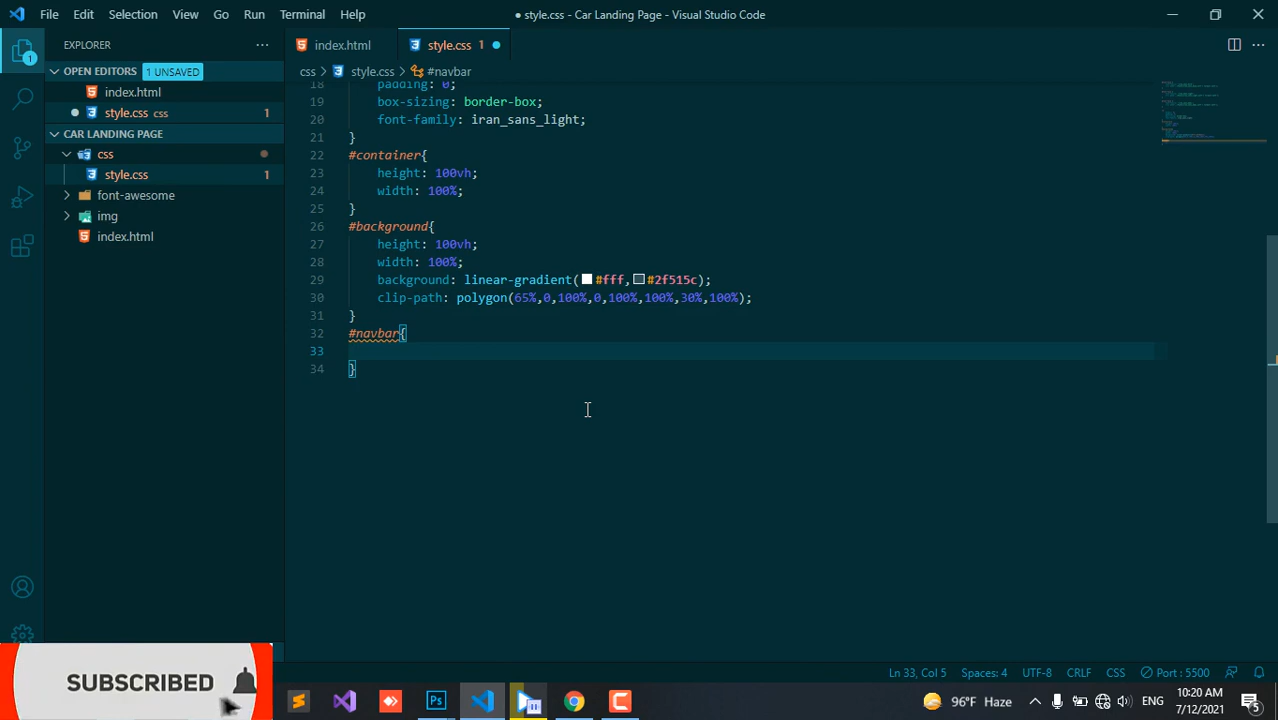 File Edit Selection View Go Run Terminal Help
● style.css - Car Landing Page - Visual Studio Code
EXPLORER
OPEN EDITORS 1 UNSAVED
index.html
style.css css 1
CAR LANDING PAGE
css
style.css 1
font-awesome
img
index.html
1
index.html style.css 1
css > style.css > #navbar
18 padding: 0;
19 box-sizing: border-box;
20 font-family: iran_sans_light;
21 }
22 #container{
23 height: 100vh;
24 width: 100%;
25 }
26 #background{
27 height: 100vh;
28 width: 100%;
29 background: linear-gradient(#fff,#2f515c);
30 clip-path: polygon(65%,0,100%,0,100%,100%,30%,100%);
31 }
32 #navbar{
33
34 }
Ln 33, Col 5 Spaces: 4 UTF-8 CRLF CSS Port : 5500
SUBSCRIBED
Ps
96°F Haze
ENG
10:20 AM
7/12/2021
5